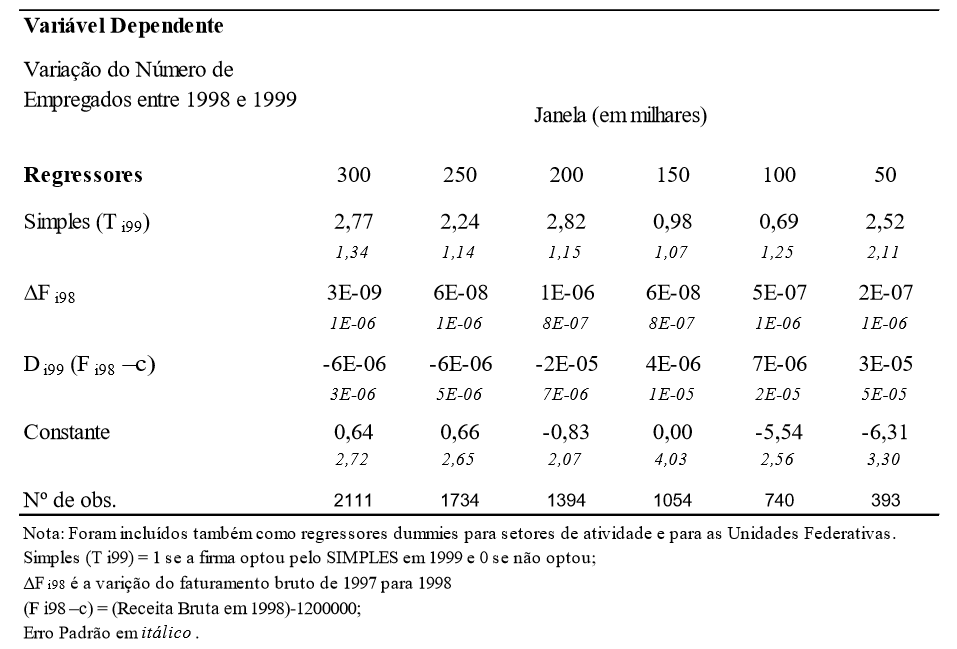 Variável Dependente
Variação do Número de
Empregados entre 1998 e 1999
Janela (em milhares)
Regressores 300 250 200 150 100 50
Simples (T i99) 2,77 2,24 2,82 0,98 0,69 2,52
1,34 1,14 1,15 1,07 1,25 2,11
ΔF i98 3E-09 6E-08 1E-06 6E-08 5E-07 2E-07
1E-06 1E-06 8E-07 8E-07 1E-06 1E-06
D i99 (F i98 –c) -6E-06 -6E-06 -2E-05 4E-06 7E-06 3E-05
3E-06 5E-06 7E-06 1E-05 2E-05 5E-05
Constante 0,64 0,66 -0,83 0,00 -5,54 -6,31
2,72 2,65 2,07 4,03 2,56 3,30
Nº de obs. 2111 1734 1394 1054 740 393
Nota: Foram incluídos também como regressores dummies para setores de atividade e para as Unidades Federativas.
Simples (T i99) = 1 se a firma optou pelo SIMPLES em 1999 e 0 se não optou;
ΔF i98 é a varição do faturamento bruto de 1997 para 1998
(F i98 –c) = (Receita Bruta em 1998)-1200000;
Erro Padrão em itálico .